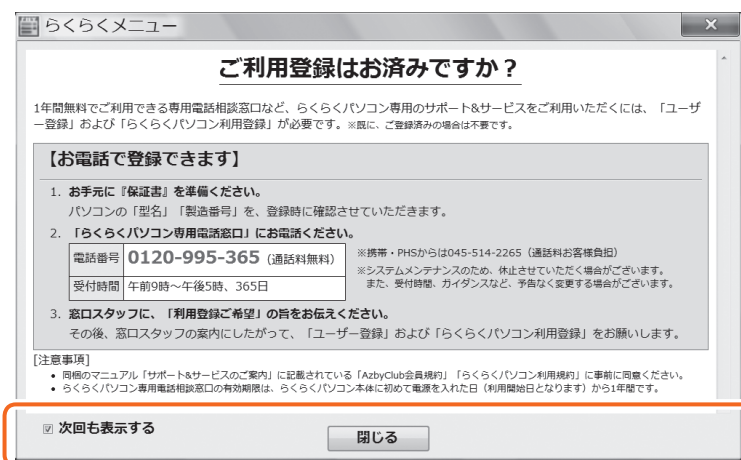 らくらくメニュー
ご利用登録はお済みですか？
1年間無料でご利用できる専用電話相談窓口など、らくらくパソコン専用のサポート&サービスをご利用いただくには、「ユーザ
ー登録」および「らくらくパソコン利用登録」が必要です。※既に、ご登録済みの場合は不要です。
【お電話で登録できます】
1. お手元に『保証書』を準備ください。
パソコンの「型名」「製造番号」を、登録時に確認させていただきます。
2. 「らくらくパソコン専用電話窓口」にお電話ください。
電話番号 0120-995-365（通話料無料）
※携帯・PHSからは045-514-2265（通話料お客様負担）
※システムメンテナンスのため、休止させていただく場合がございます。
また、受付時間、ガイダンスなど、予告なく変更する場合がございます。
受付時間 午前9時～午後5時、365日
3. 窓口スタッフに、「利用登録ご希望」の旨をお伝えください。
その後、窓口スタッフの案内にしたがって、「ユーザー登録」および「らくらくパソコン利用登録」をお願いします。
[注意事項]
• 同梱のマニュアル「サポート&サービスのご案内」に記載されている「AzbyClub会員規約」「らくらくパソコン利用規約」に事前に同意ください。
• らくらくパソコン専用電話相談窓口の有効期限は、らくらくパソコン本体に初めて電源を入れた日（利用開始日となります）から1年間です。
次回も表示する
閉じる